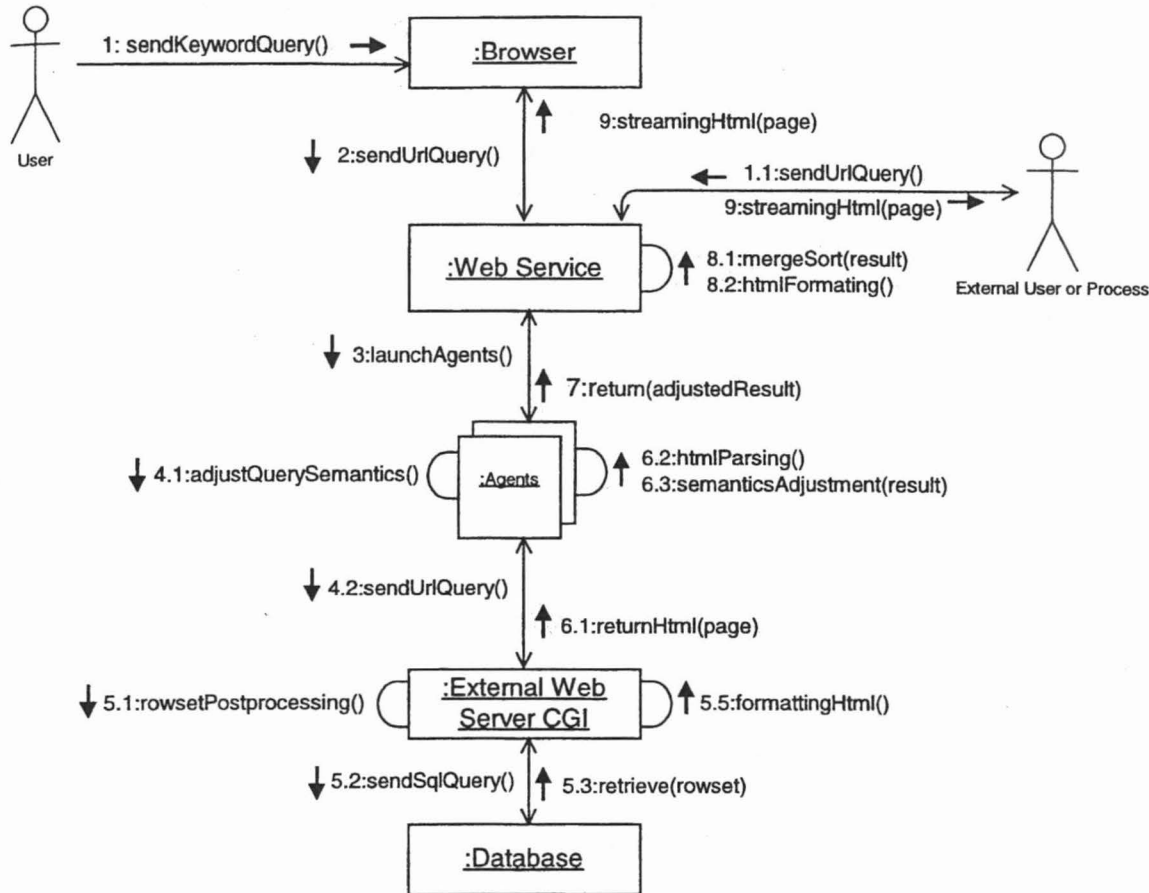 1: sendKeywordQuery()
:Browser
User
9:streamingHtml(page)
2:sendUrlQuery()
1.1:sendUrlQuery()
9:streamingHtml(page)
External User or Process
:Web Service
8.1:mergeSort(result)
8.2:htmlFormating()
3:launchAgents()
7:return(adjustedResult)
4.1:adjustQuerySemantics()
:Agents
6.2:htmlParsing()
6.3:semanticsAdjustment(result)
4.2:sendUrlQuery()
6.1:returnHtml(page)
5.1:rowsetPostprocessing()
:External Web
Server CGI
5.5:formattingHtml()
5.2:sendSqlQuery()
5.3:retrieve(rowset)
:Database